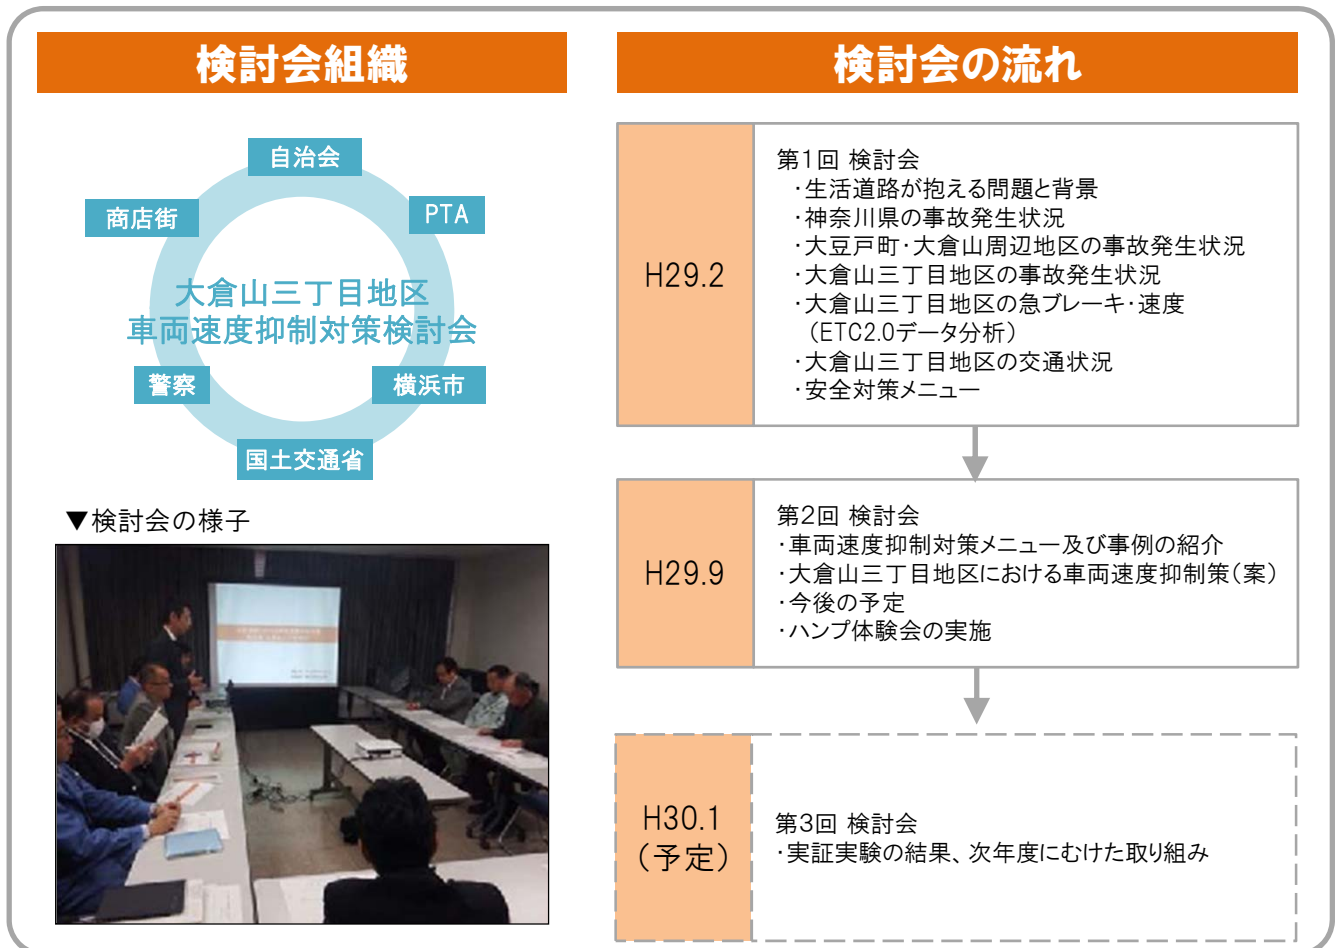 検討会組織
自治会
商店街
PTA
大倉山三丁目地区
車両速度抑制対策検討会
警察
横浜市
国土交通省
▼検討会の様子
検討会の流れ
H29.2
第1回 検討会
・生活道路が抱える問題と背景
・神奈川県の事故発生状況
・大豆戸町・大倉山周辺地区の事故発生状況
・大倉山三丁目地区の事故発生状況
・大倉山三丁目地区の急ブレーキ・速度
（ETC2.0データ分析）
・大倉山三丁目地区の交通状況
・安全対策メニュー
H29.9
第2回 検討会
・車両速度抑制対策メニュー及び事例の紹介
・大倉山三丁目地区における車両速度抑制策（案）
・今後の予定
・ハンプ体験会の実施
H30.1
（予定）
第3回 検討会
・実証実験の結果、次年度にむけた取り組み